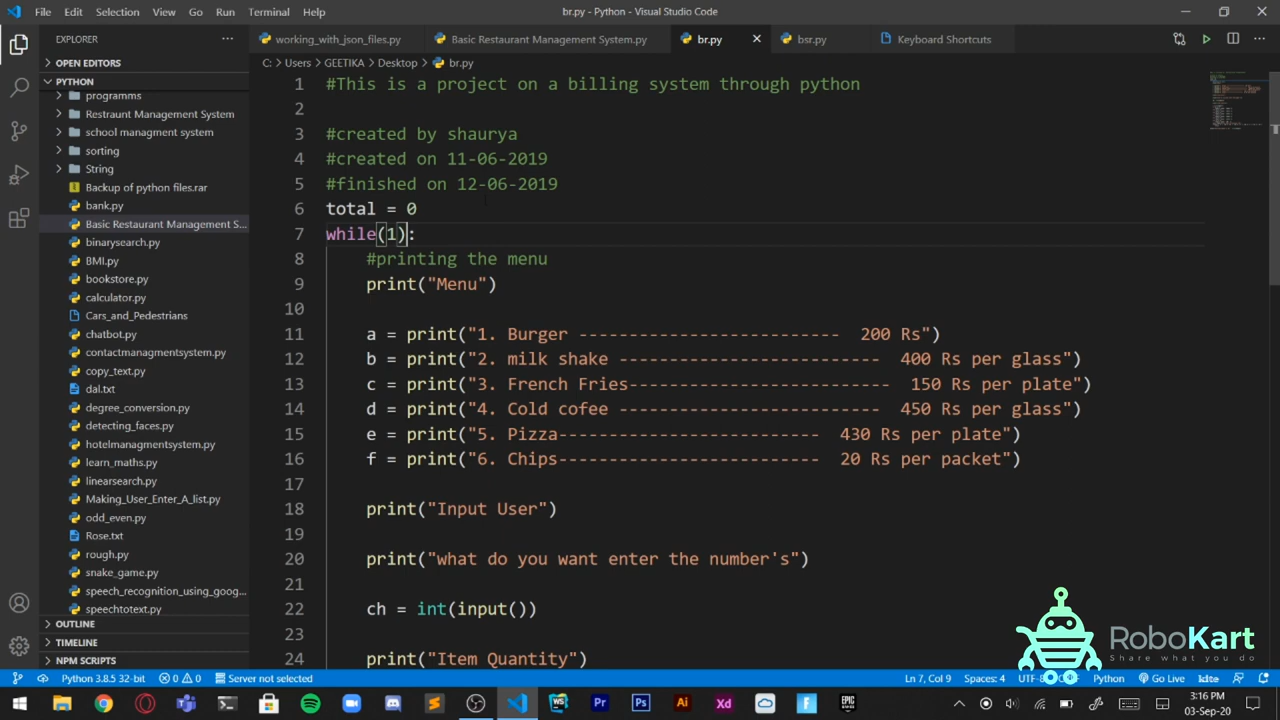 File Edit Selection View Go Run Terminal Help
br.py - Python - Visual Studio Code
EXPLORER
working_with_json_files.py
Basic Restaurant Management System.py
br.py
bsr.py
Keyboard Shortcuts
OPEN EDITORS
C: > Users > GEETIKA > Desktop > br.py
PYTHON
programms
Restraunt Management System
school managment system
sorting
String
Backup of python files.rar
bank.py
Basic Restaurant Management S...
binarysearch.py
BMI.py
bookstore.py
calculator.py
Cars_and_Pedestrians
chatbot.py
contactmanagmentsystem.py
copy_text.py
dal.txt
degree_conversion.py
detecting_faces.py
hotelmanagmentsystem.py
learn_maths.py
linearsearch.py
Making_User_Enter_A_list.py
odd_even.py
Rose.txt
rough.py
snake_game.py
speech_recognition_using_goog...
speechtotext.py
OUTLINE
TIMELINE
NPM SCRIPTS
1 #This is a project on a billing system through python
2
3 #created by shaurya
4 #created on 11-06-2019
5 #finished on 12-06-2019
6 total = 0
7 while(1):
8 #printing the menu
9 print("Menu")
10
11 a = print("1. Burger -------------------------- 200 Rs")
12 b = print("2. milk shake -------------------------- 400 Rs per glass")
13 c = print("3. French Fries-------------------------- 150 Rs per plate")
14 d = print("4. Cold cofee -------------------------- 450 Rs per glass")
15 e = print("5. Pizza-------------------------- 430 Rs per plate")
16 f = print("6. Chips-------------------------- 20 Rs per packet")
17
18 print("Input User")
19
20 print("what do you want enter the number's")
21
22 ch = int(input())
23
24 print("Item Quantity")
RoboKart
Share what you do
Python 3.8.5 32-bit
0 0
Server not selected
Ln 7, Col 9
Spaces: 4
Python
Go Live
3:16 PM
03-Sep-20